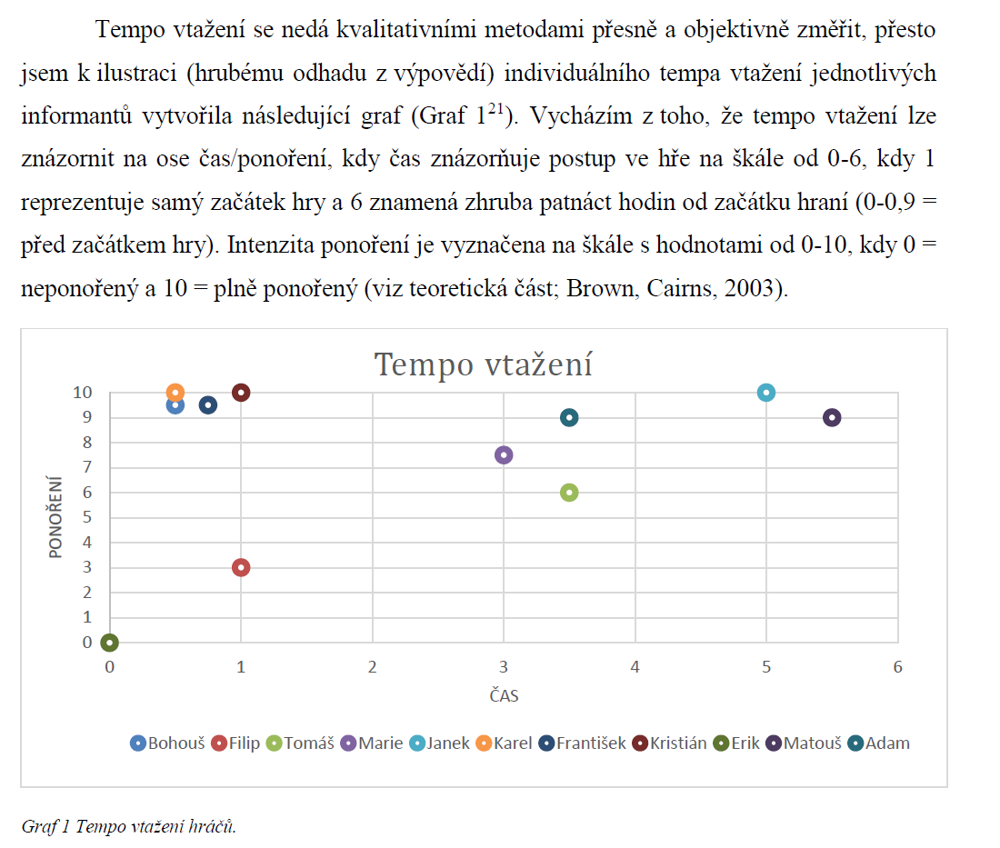 Tempo vtažení se nedá kvalitativními metodami přesně a objektivně změřit, přesto
jsem k ilustraci (hrubému odhadu z výpovědí) individuálního tempa vtažení jednotlivých
informantů vytvořila následující graf (Graf 1²¹). Vycházím z toho, že tempo vtažení lze
znázornit na ose čas/ponoření, kdy čas znázorňuje postup ve hře na škále od 0-6, kdy 1
reprezentuje samý začátek hry a 6 znamená zhruba patnáct hodin od začátku hraní (0-0,9 =
před začátkem hry). Intenzita ponoření je vyznačena na škále s hodnotami od 0-10, kdy 0 =
neponořený a 10 = plně ponořený (viz teoretická část; Brown, Cairns, 2003).
Tempo vtažení
10
9
8
7
6
5
4
3
2
1
0
PONOŘENÍ
0 1 2 3 4 5 6
ČAS
Bohouš Filip Tomáš Marie Janek Karel František Kristián Erik Matouš Adam
Graf 1 Tempo vtažení hráčů.